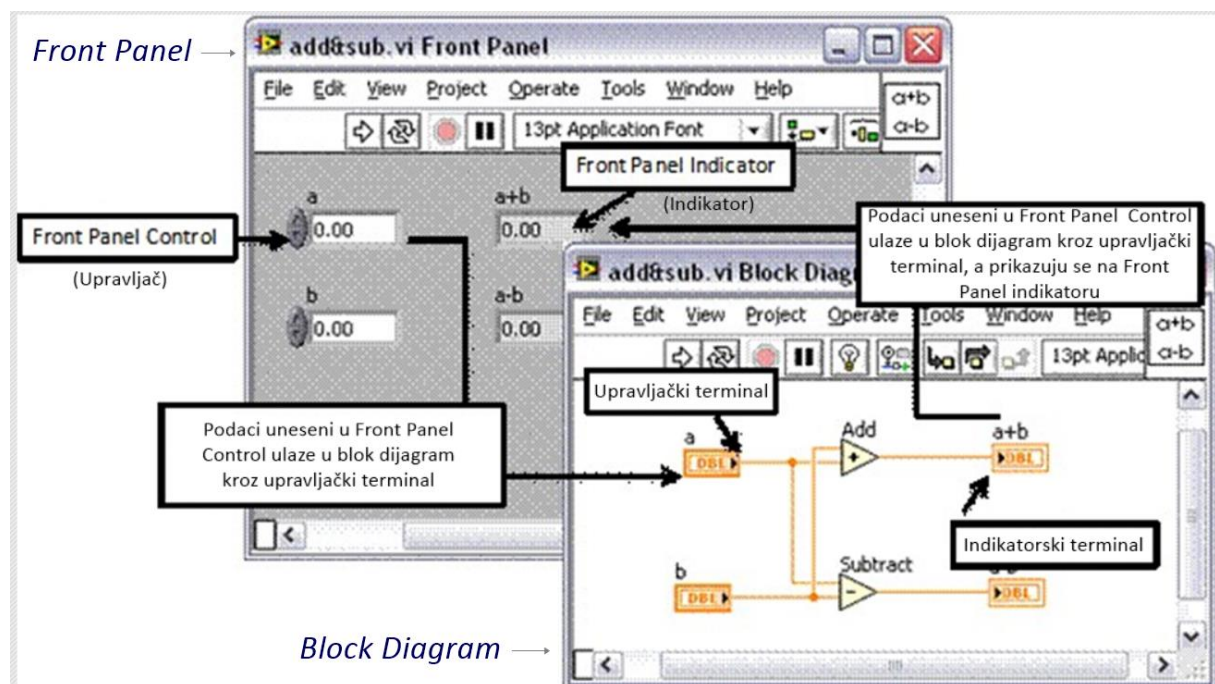 Front Panel
add&sub.vi Front Panel
File Edit View Project Operate Tools Window Help
a+b
a-b
13pt Application Font
Front Panel Indicator
(Indikator)
a
0.00
a+b
0.00
Front Panel Control
(Upravljač)
b
0.00
a-b
0.00
Podaci uneseni u Front Panel Control
ulaze u blok dijagram kroz upravljački
terminal, a prikazuju se na Front
Panel indikatoru
add&sub.vi Block
File Edit View Project Operate Tools Window Help
a+b
a-b
13pt
Upravljački terminal
Podaci uneseni u Front Panel
Control ulaze u blok dijagram
kroz upravljački terminal
a
DBL
Add
+
a+b
DBL
Indikatorski terminal
b
DBL
Subtract
-
DBL
Block Diagram